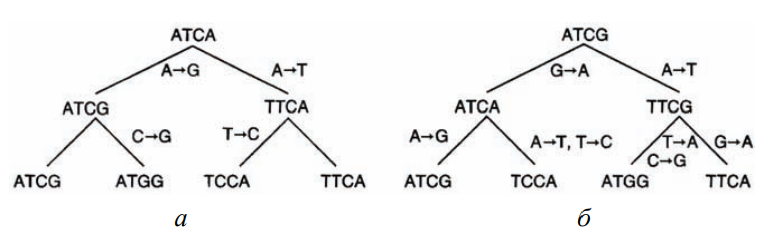 ATCA
A→G A→T
ATCG TTCA
C→G T→C
ATCG ATGG TCCA TTCA
а
ATCG
G→A A→T
ATCA TTCG
A→G A→T, T→C T→A G→A
C→G
ATCG TCCA ATGG TTCA
б